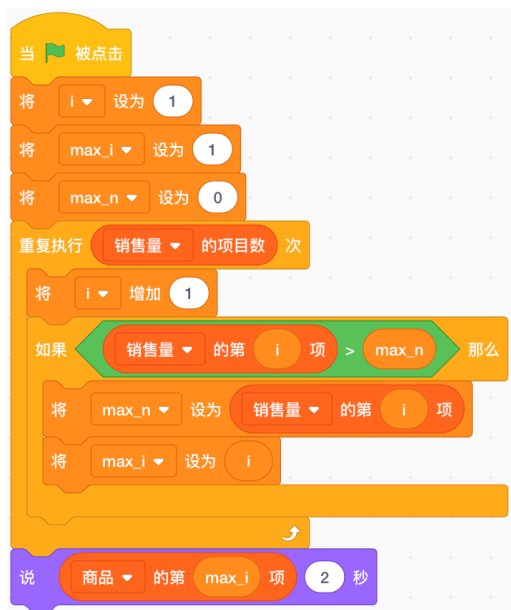 当 被点击
将 i 设为 1
将 max_i 设为 1
将 max_n 设为 0
重复执行 销售量 的项目数 次
将 i 增加 1
如果 销售量 的第 i 项 > max_n 那么
将 max_n 设为 销售量 的第 i 项
将 max_i 设为 i
说 商品 的第 max_i 项 2 秒